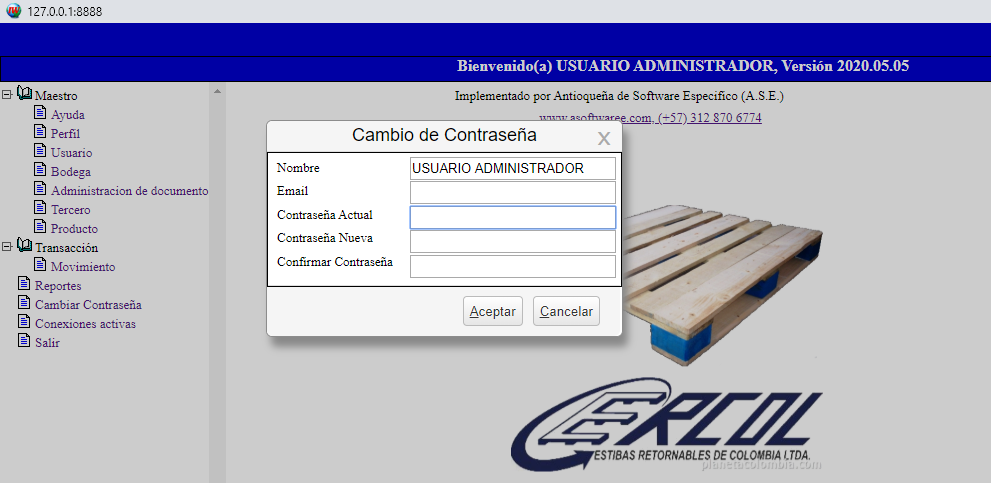 127.0.0.1:8888
Bienvenido(a) USUARIO ADMINISTRADOR, Versión 2020.05.05
Implementado por Antioqueña de Software Especifico (A.S.E.)
www.asoftwaree.com, (+57) 312 870 6774
Maestro
Ayuda
Perfíl
Usuario
Bodega
Administracion de documento
Tercero
Producto
Transacción
Movimiento
Reportes
Cambiar Contraseña
Conexiones activas
Salir
Cambio de Contraseña X
Nombre USUARIO ADMINISTRADOR
Email
Contraseña Actual
Contraseña Nueva
Confirmar Contraseña
Aceptar Cancelar
ERCOL
ESTIBAS RETORNABLES DE COLOMBIA LTDA.
planetacolombia.com